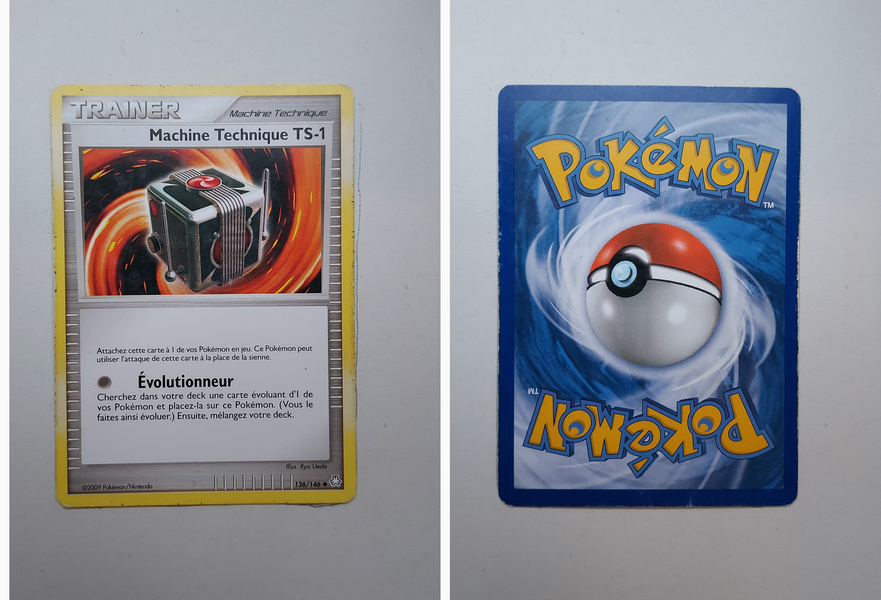 TRAINER
Machine Technique
Machine Technique TS-1
Attachez cette carte à 1 de vos Pokémon en jeu. Ce Pokémon peut
utiliser l'attaque de cette carte à la place de la sienne.
Évolutionneur
Cherchez dans votre deck une carte évoluant d'1 de
vos Pokémon et placez-la sur ce Pokémon. (Vous le
faites ainsi évoluer.) Ensuite, mélangez votre deck.
Illus. Ryo Ueda
©2009 Pokémon/Nintendo
136/146
POKéMON
TM
POKéMON
TM